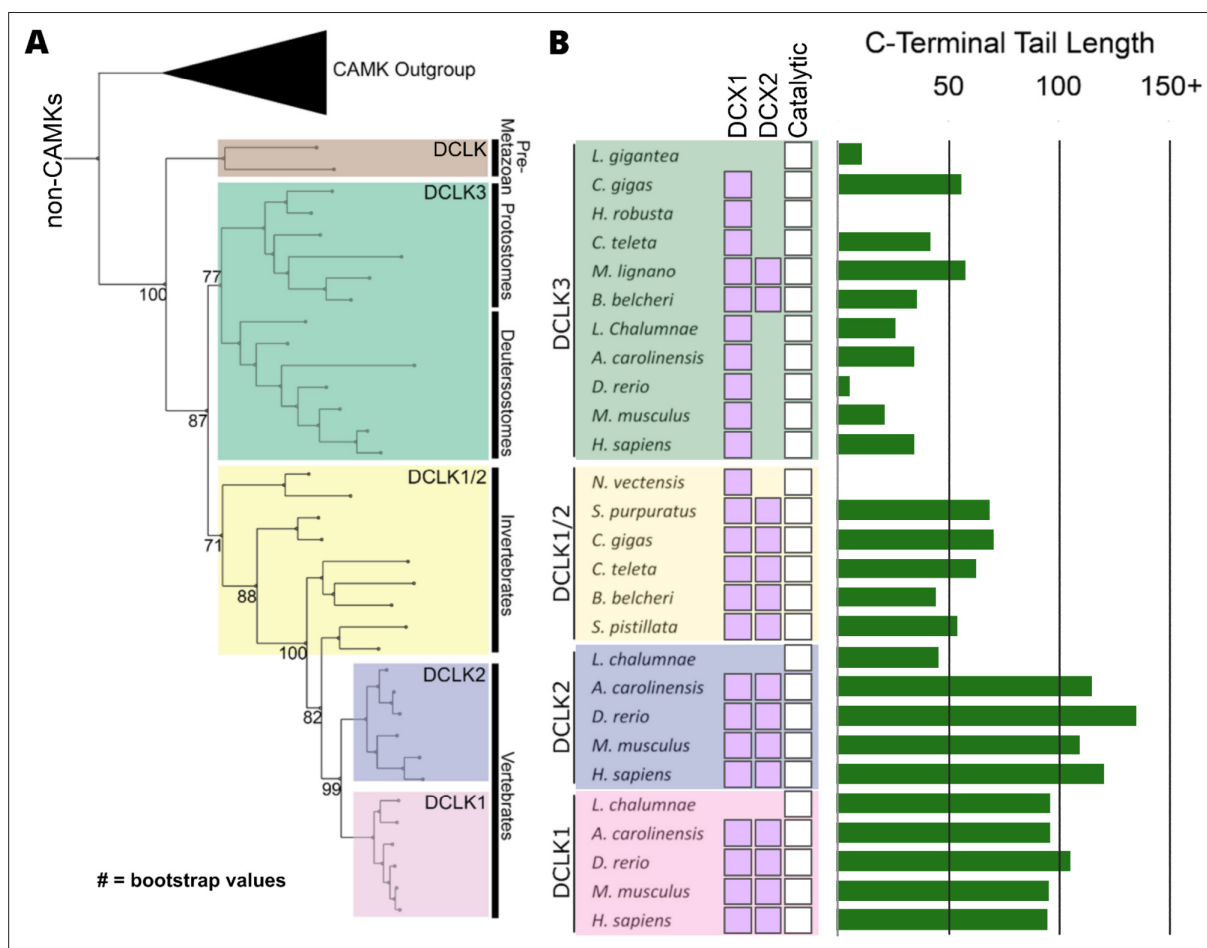 A
CAMK Outgroup
non-CAMKs
DCLK
Pre-
Metazoan
DCLK3
Protostomes
77
100
Deutersostomes
87
DCLK1/2
Invertebrates
71
88
100
DCLK2
82
Vertebrates
99
DCLK1
# = bootstrap values
B
C-Terminal Tail Length
DCX1
DCX2
Catalytic
50
100
150+
DCLK3
L. gigantea
C. gigas
H. robusta
C. teleta
M. lignano
B. belcheri
L. Chalumnae
A. carolinensis
D. rerio
M. musculus
H. sapiens
DCLK1/2
N. vectensis
S. purpuratus
C. gigas
C. teleta
B. belcheri
S. pistillata
DCLK2
L. chalumnae
A. carolinensis
D. rerio
M. musculus
H. sapiens
DCLK1
L. chalumnae
A. carolinensis
D. rerio
M. musculus
H. sapiens